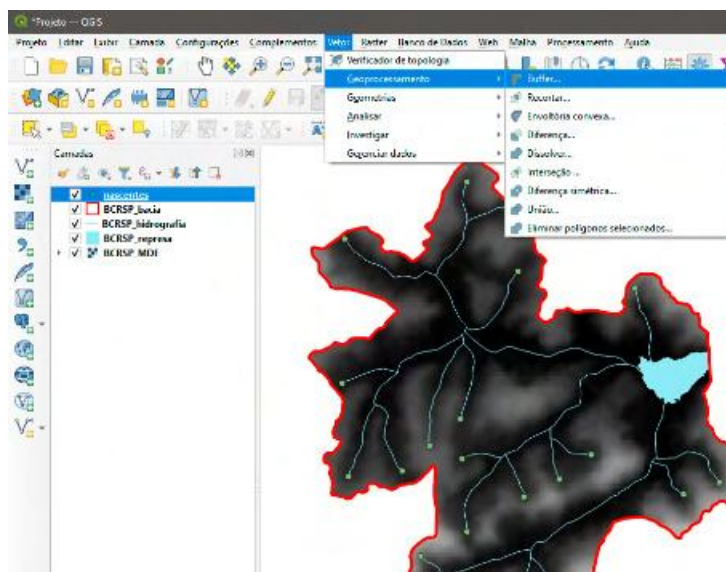 *Projeto — QGIS
Projeto Editar Exibir Camada Configurações Complementos Vetor Raster Banco de Dados Web Malha Processamento Ajuda
Verificador de topologia
Geoprocessamento
Geometrias
Analisar
Investigar
Gerenciar dados
Buffer...
Recortar...
Envoltória convexa...
Diferença...
Dissolver...
Interseção...
Diferença simétrica...
União...
Eliminar polígonos selecionados...
Camadas
nascentes
BCRSP_bacia
BCRSP_hidrografia
BCRSP_represa
BCRSP_MDE